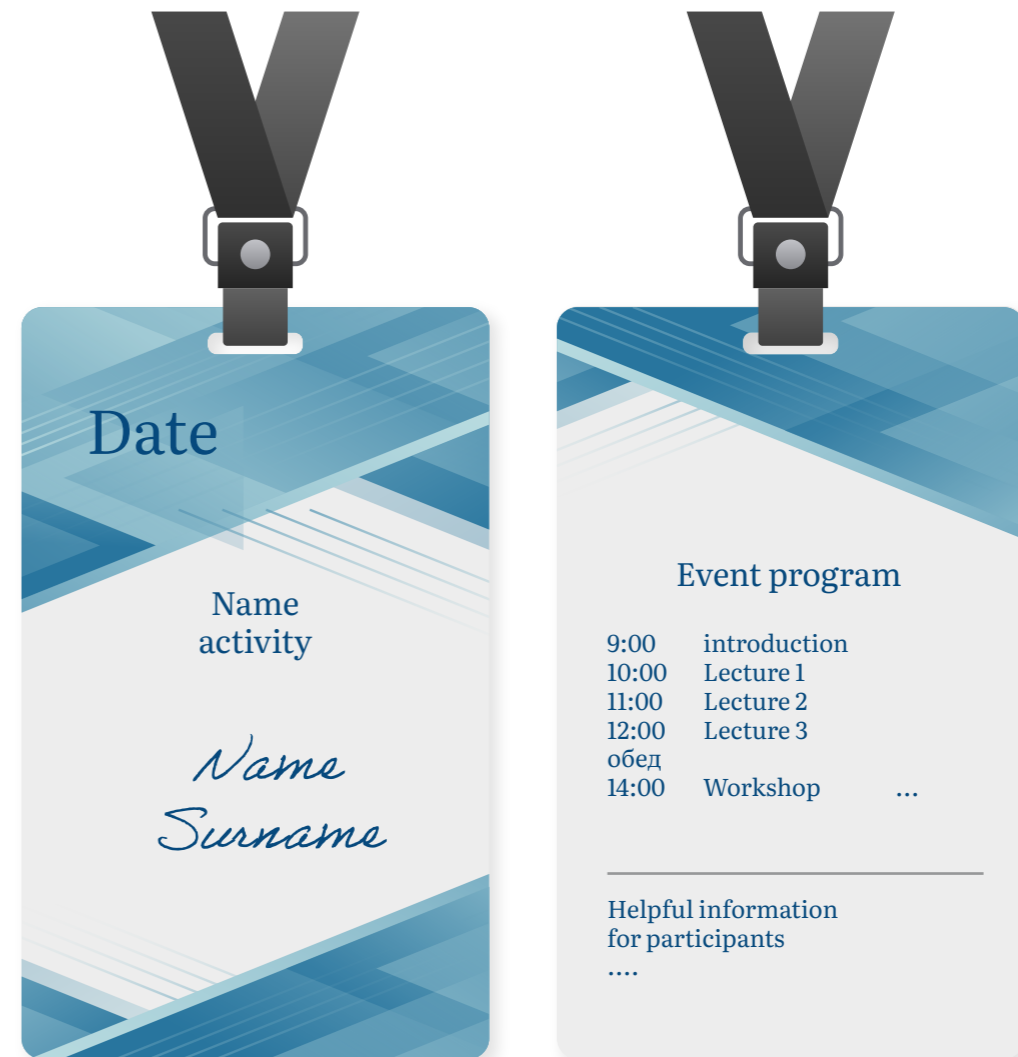 Date
Name
activity
Name
Surname
Event program
9:00 introduction
10:00 Lecture 1
11:00 Lecture 2
12:00 Lecture 3
обед
14:00 Workshop ...
Helpful information
for participants
....